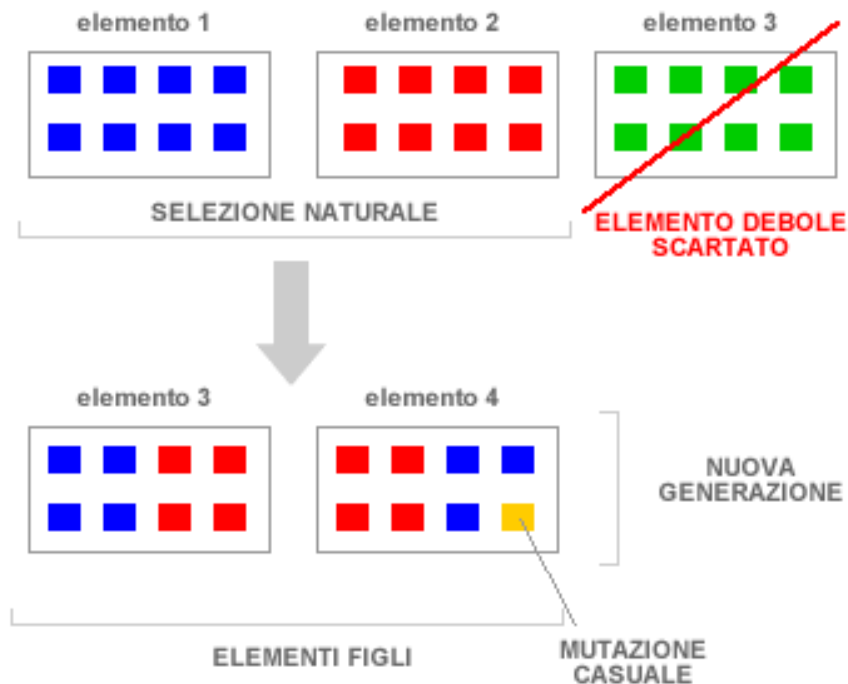 elemento 1
elemento 2
elemento 3
SELEZIONE NATURALE
ELEMENTO DEBOLE
SCARTATO
elemento 3
elemento 4
NUOVA
GENERAZIONE
ELEMENTI FIGLI
MUTAZIONE
CASUALE